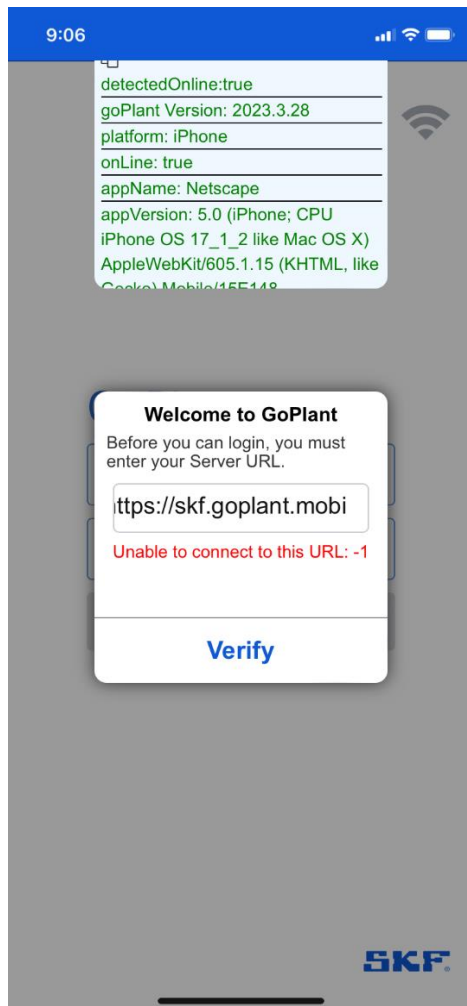 9:06
detectedOnline:true
goPlant Version: 2023.3.28
platform: iPhone
onLine: true
appName: Netscape
appVersion: 5.0 (iPhone; CPU
iPhone OS 17_1_2 like Mac OS X)
AppleWebKit/605.1.15 (KHTML, like
Gecko) Mobile/15E148
Welcome to GoPlant
Before you can login, you must
enter your Server URL.
ttps://skf.goplant.mobi
Unable to connect to this URL: -1
Verify
SKF